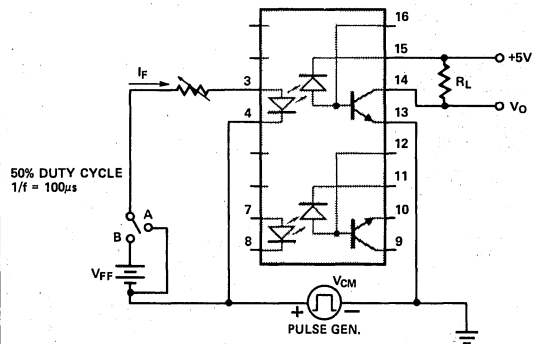 16
15
+5V
I_F
3
14
R_L
4
13
V_O
12
50% DUTY CYCLE
1/f = 100μs
11
A
7
10
B
8
9
V_FF
V_CM
+
−
PULSE GEN.